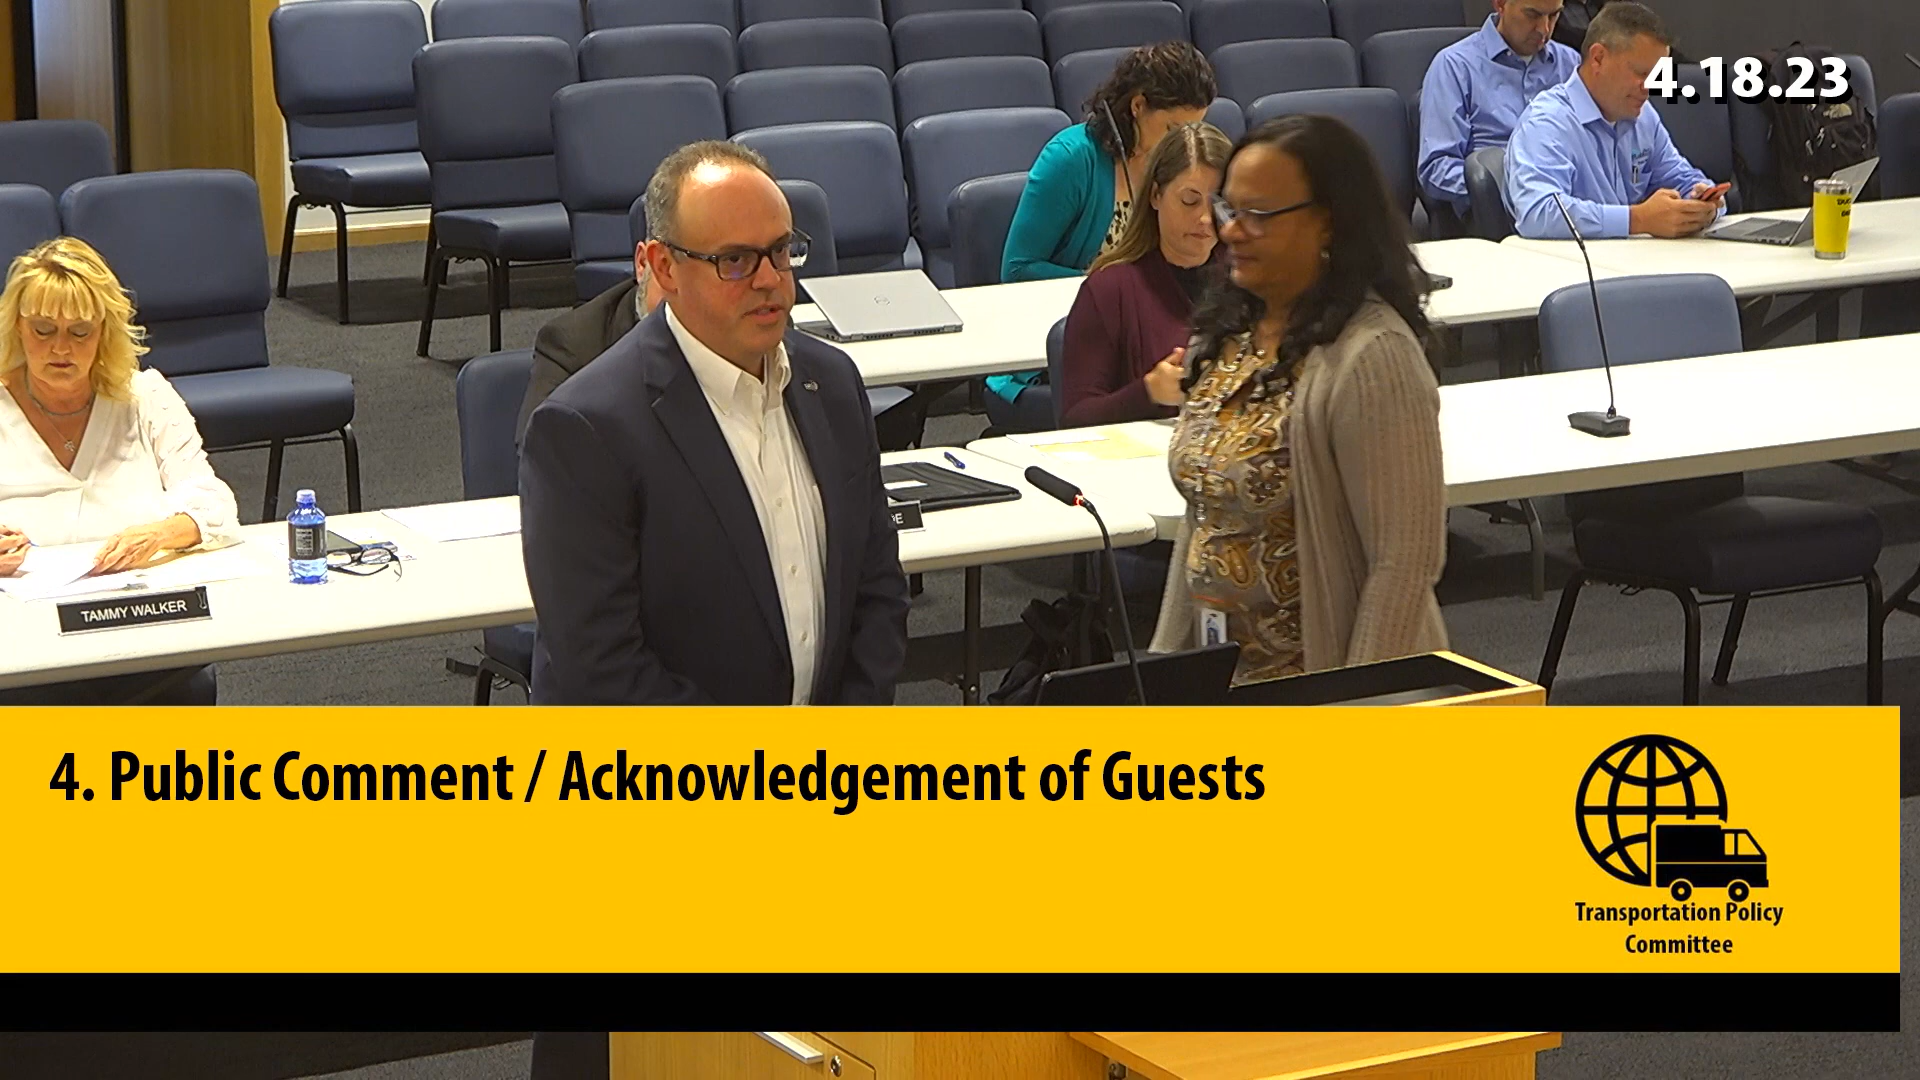 4.18.23
TAMMY WALKER
4. Public Comment / Acknowledgement of Guests
Transportation Policy
Committee